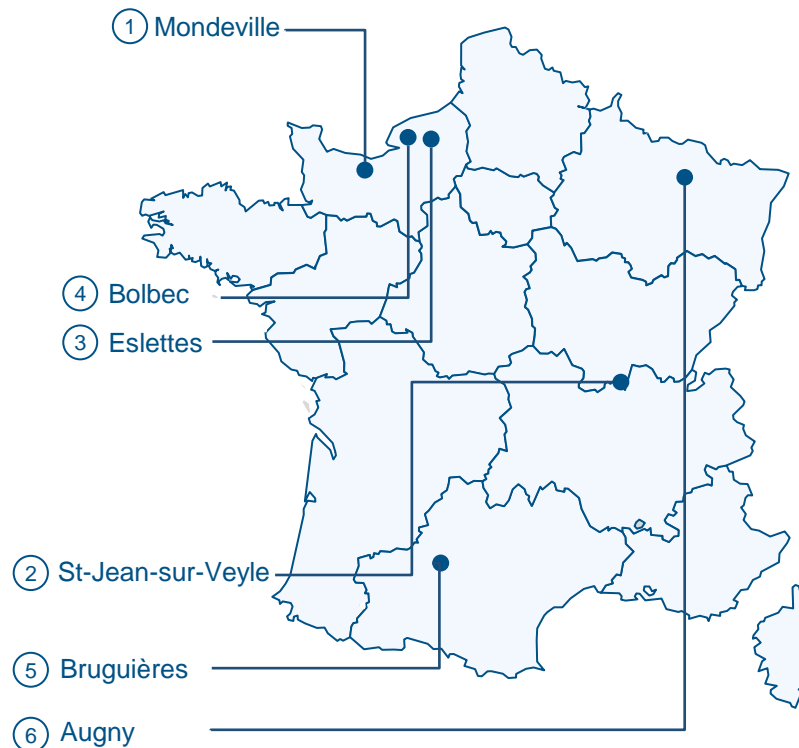 1 Mondeville
4 Bolbec
3 Eslettes
2 St-Jean-sur-Veyle
5 Bruguières
6 Augny